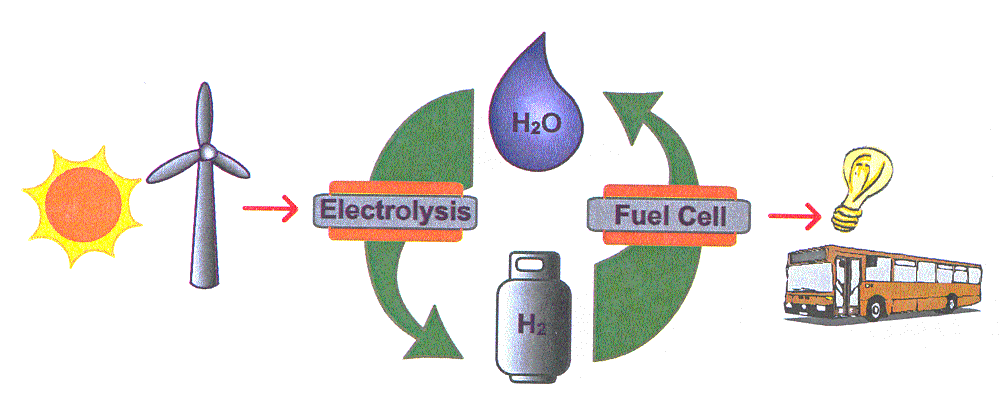 H₂O
Electrolysis
Fuel Cell
H₂